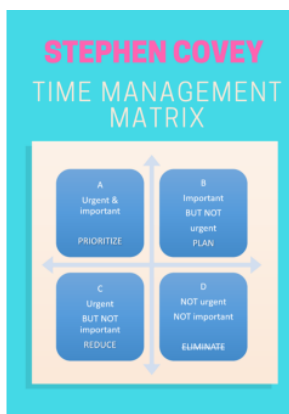 STEPHEN COVEY
TIME MANAGEMENT
MATRIX
A
Urgent &
important
PRIORITIZE
B
Important
BUT NOT
urgent
PLAN
C
Urgent
BUT NOT
important
REDUCE
D
NOT urgent
NOT important
ELIMINATE